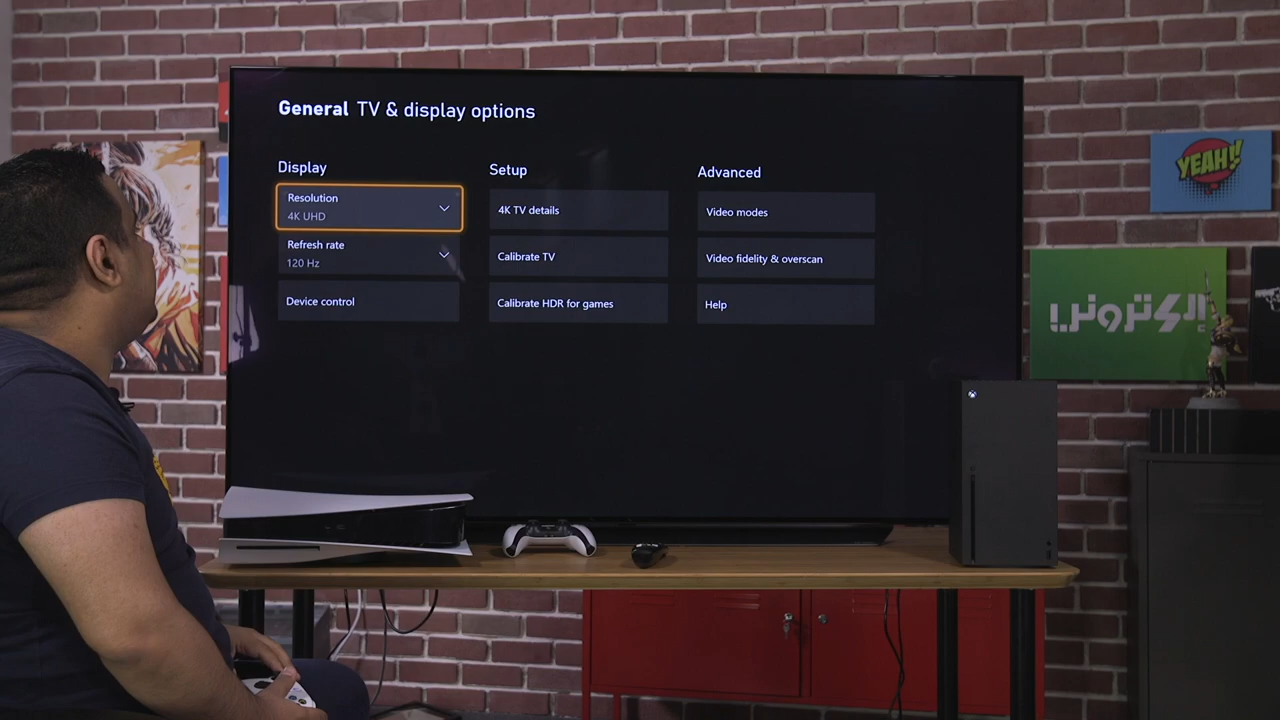 General TV & display options
Display
Resolution
4K UHD
Refresh rate
120 Hz
Device control
Setup
4K TV details
Calibrate TV
Calibrate HDR for games
Advanced
Video modes
Video fidelity & overscan
Help
YEAH!!
إلكتروني